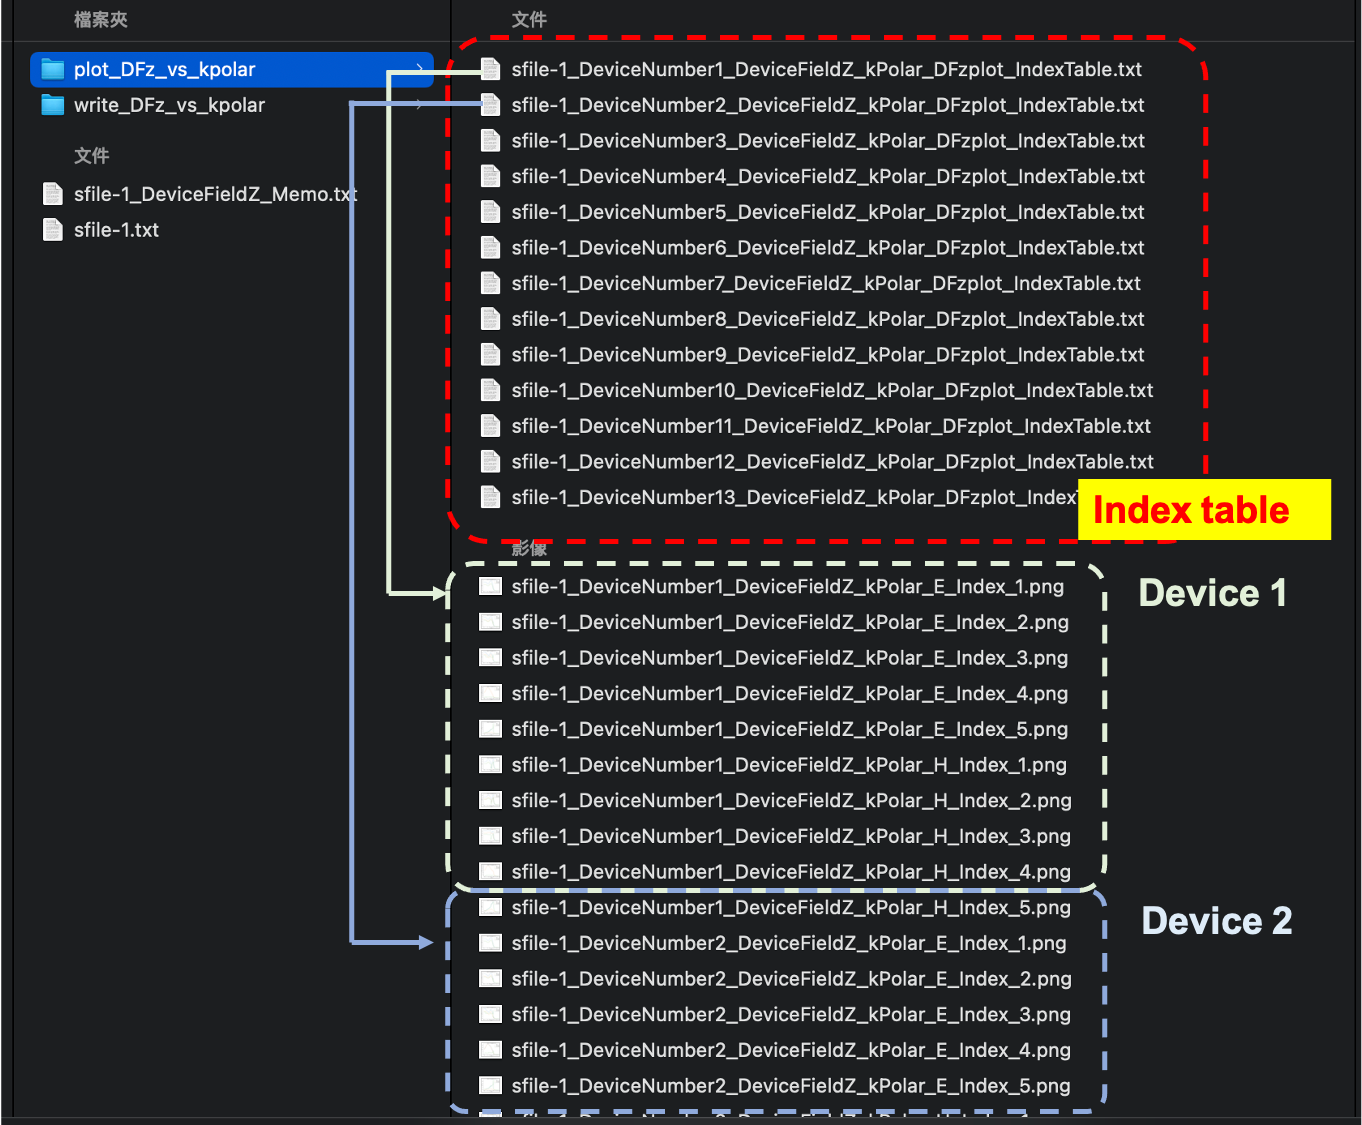 檔案夾
plot_DFz_vs_kpolar
write_DFz_vs_kpolar
文件
sfile-1_DeviceFieldZ_Memo.txt
sfile-1.txt
文件
sfile-1_DeviceNumber1_DeviceFieldZ_kPolar_DFzplot_IndexTable.txt
sfile-1_DeviceNumber2_DeviceFieldZ_kPolar_DFzplot_IndexTable.txt
sfile-1_DeviceNumber3_DeviceFieldZ_kPolar_DFzplot_IndexTable.txt
sfile-1_DeviceNumber4_DeviceFieldZ_kPolar_DFzplot_IndexTable.txt
sfile-1_DeviceNumber5_DeviceFieldZ_kPolar_DFzplot_IndexTable.txt
sfile-1_DeviceNumber6_DeviceFieldZ_kPolar_DFzplot_IndexTable.txt
sfile-1_DeviceNumber7_DeviceFieldZ_kPolar_DFzplot_IndexTable.txt
sfile-1_DeviceNumber8_DeviceFieldZ_kPolar_DFzplot_IndexTable.txt
sfile-1_DeviceNumber9_DeviceFieldZ_kPolar_DFzplot_IndexTable.txt
sfile-1_DeviceNumber10_DeviceFieldZ_kPolar_DFzplot_IndexTable.txt
sfile-1_DeviceNumber11_DeviceFieldZ_kPolar_DFzplot_IndexTable.txt
sfile-1_DeviceNumber12_DeviceFieldZ_kPolar_DFzplot_IndexTable.txt
sfile-1_DeviceNumber13_DeviceFieldZ_kPolar_DFzplot_Index
Index table
影像
sfile-1_DeviceNumber1_DeviceFieldZ_kPolar_E_Index_1.png
Device 1
sfile-1_DeviceNumber1_DeviceFieldZ_kPolar_E_Index_2.png
sfile-1_DeviceNumber1_DeviceFieldZ_kPolar_E_Index_3.png
sfile-1_DeviceNumber1_DeviceFieldZ_kPolar_E_Index_4.png
sfile-1_DeviceNumber1_DeviceFieldZ_kPolar_E_Index_5.png
sfile-1_DeviceNumber1_DeviceFieldZ_kPolar_H_Index_1.png
sfile-1_DeviceNumber1_DeviceFieldZ_kPolar_H_Index_2.png
sfile-1_DeviceNumber1_DeviceFieldZ_kPolar_H_Index_3.png
sfile-1_DeviceNumber1_DeviceFieldZ_kPolar_H_Index_4.png
sfile-1_DeviceNumber1_DeviceFieldZ_kPolar_H_Index_5.png
Device 2
sfile-1_DeviceNumber2_DeviceFieldZ_kPolar_E_Index_1.png
sfile-1_DeviceNumber2_DeviceFieldZ_kPolar_E_Index_2.png
sfile-1_DeviceNumber2_DeviceFieldZ_kPolar_E_Index_3.png
sfile-1_DeviceNumber2_DeviceFieldZ_kPolar_E_Index_4.png
sfile-1_DeviceNumber2_DeviceFieldZ_kPolar_E_Index_5.png